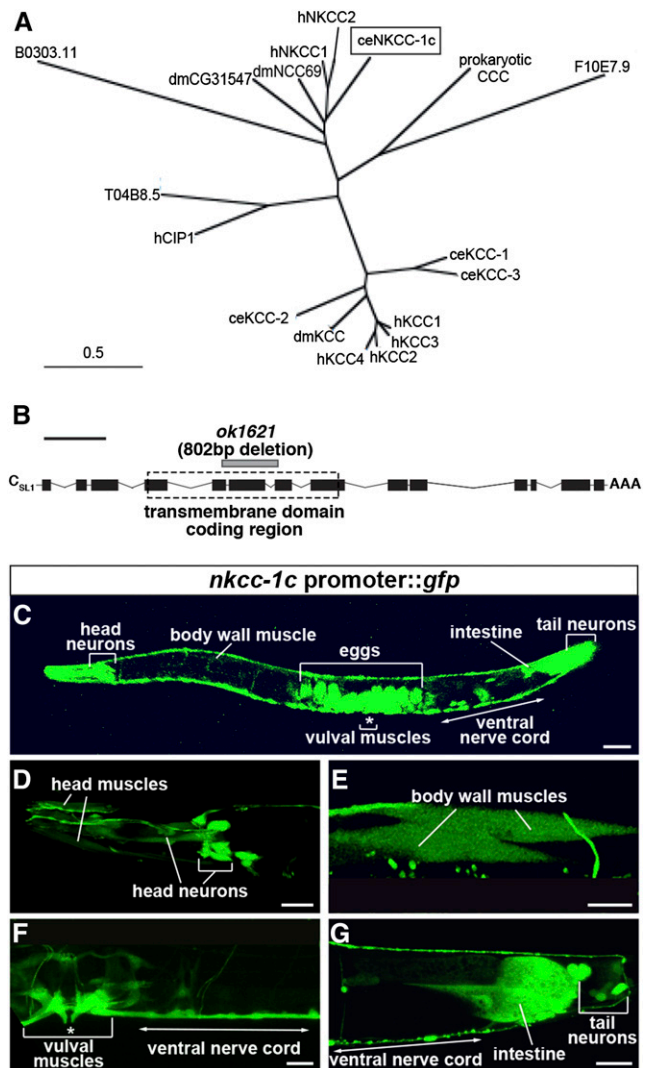 A
hNKCC2
B0303.11
hNKCC1
ceNKCC-1c
dmNCC69
dmCG31547
prokaryotic
CCC
F10E7.9
T04B8.5
hCIP1
ceKCC-1
ceKCC-3
ceKCC-2
dmKCC
hKCC1
hKCC3
hKCC4
hKCC2
0.5
B
ok1621
(802bp deletion)
CSL1
AAA
transmembrane domain
coding region
nkcc-1c promoter::gfp
C
head
neurons
body wall muscle
eggs
intestine
tail neurons
*
vulval muscles
ventral
nerve cord
D
head muscles
head neurons
E
body wall muscles
F
*
vulval
muscles
ventral nerve cord
G
ventral nerve cord
intestine
tail
neurons